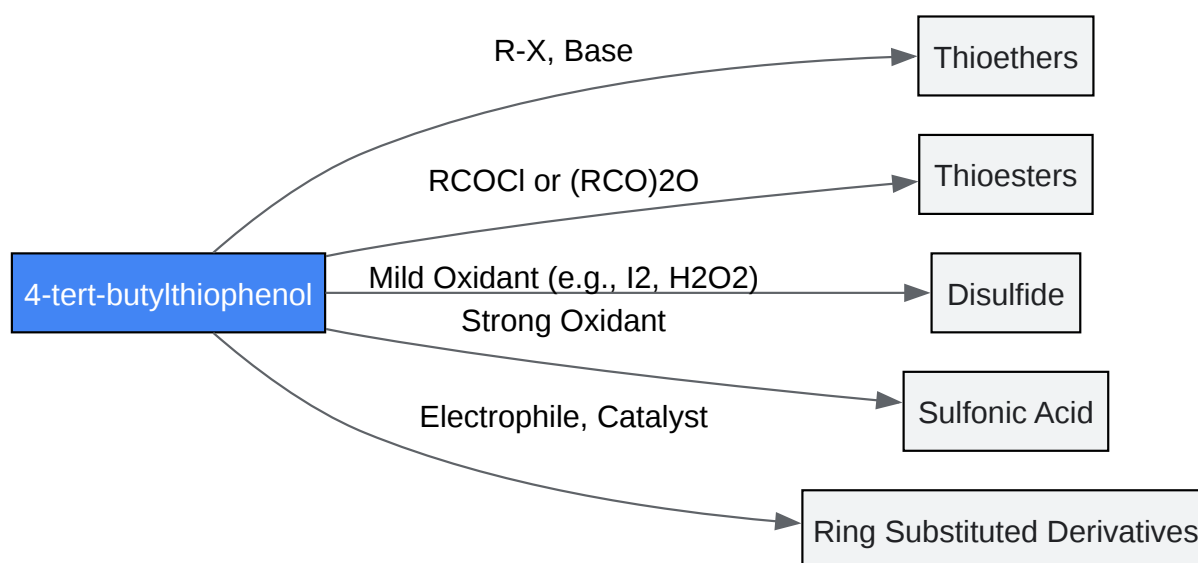 R-X, Base
Thioethers
RCOCl or (RCO)2O
Thioesters
4-tert-butylthiophenol
Mild Oxidant (e.g., I2, H2O2)
Disulfide
Strong Oxidant
Sulfonic Acid
Electrophile, Catalyst
Ring Substituted Derivatives